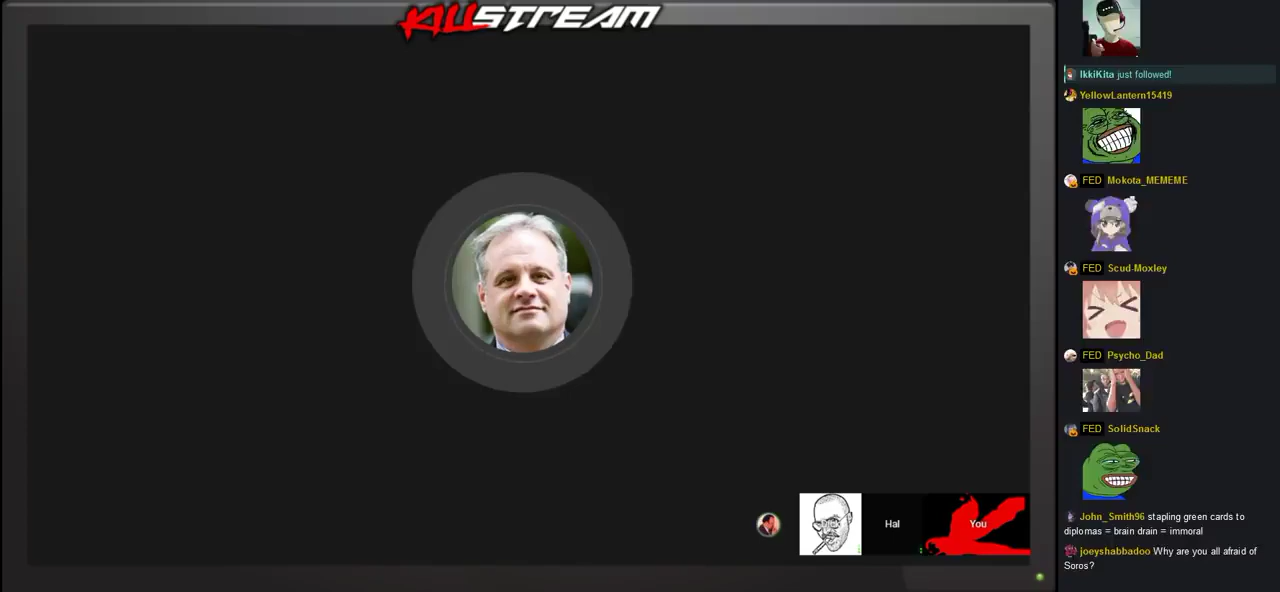 KILLSTREAM
IkkiKita just followed!
YellowLantern15419
FED Mokota_MEMEME
FED Scud-Moxley
FED Psycho_Dad
FED SolidSnack
John_Smith96 stapling green cards to
diplomas = brain drain = immoral
joeyshabbadoo Why are you all afraid of
Soros?
Hal
You